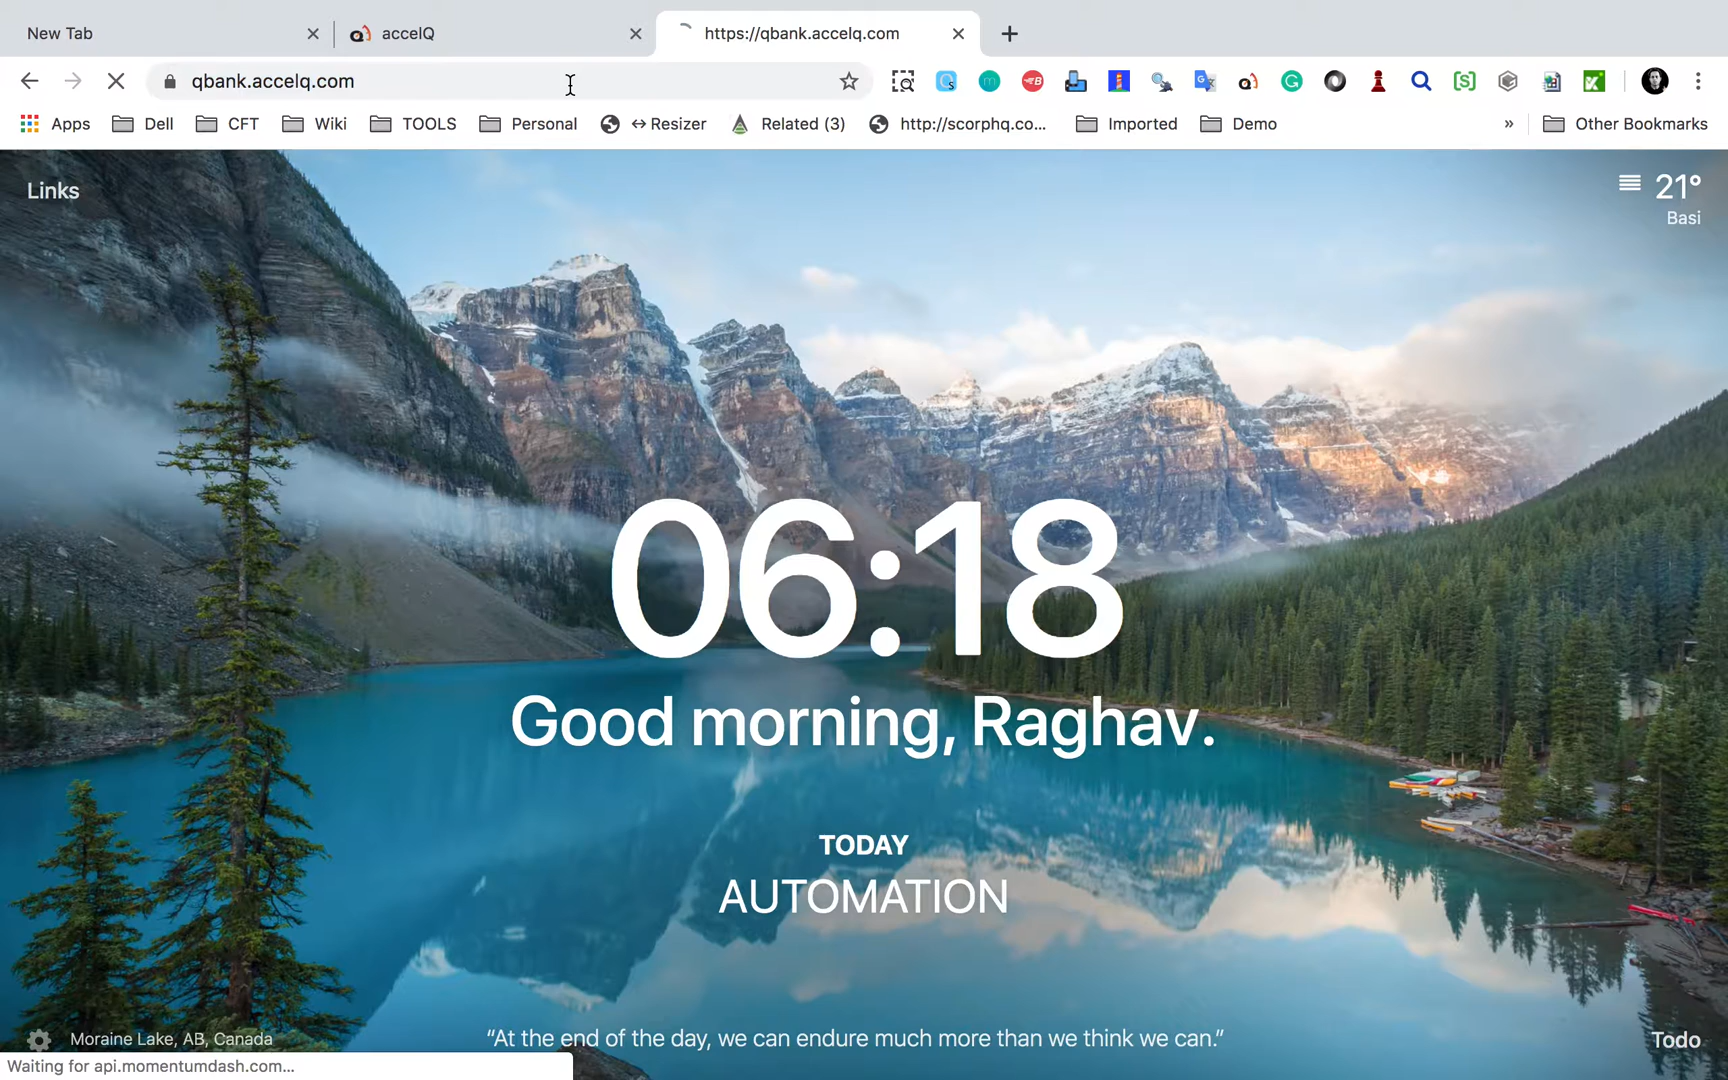 New Tab
accelQ
https://qbank.accelq.com
qbank.accelq.com
Apps
Dell
CFT
Wiki
TOOLS
Personal
↔ Resizer
Related (3)
http://scorphq.co...
Imported
Demo
»
Other Bookmarks
Links
21°
Basi
06:18
Good morning, Raghav.
TODAY
AUTOMATION
Moraine Lake, AB, Canada
“At the end of the day, we can endure much more than we think we can.”
Todo
Waiting for api.momentumdash.com...